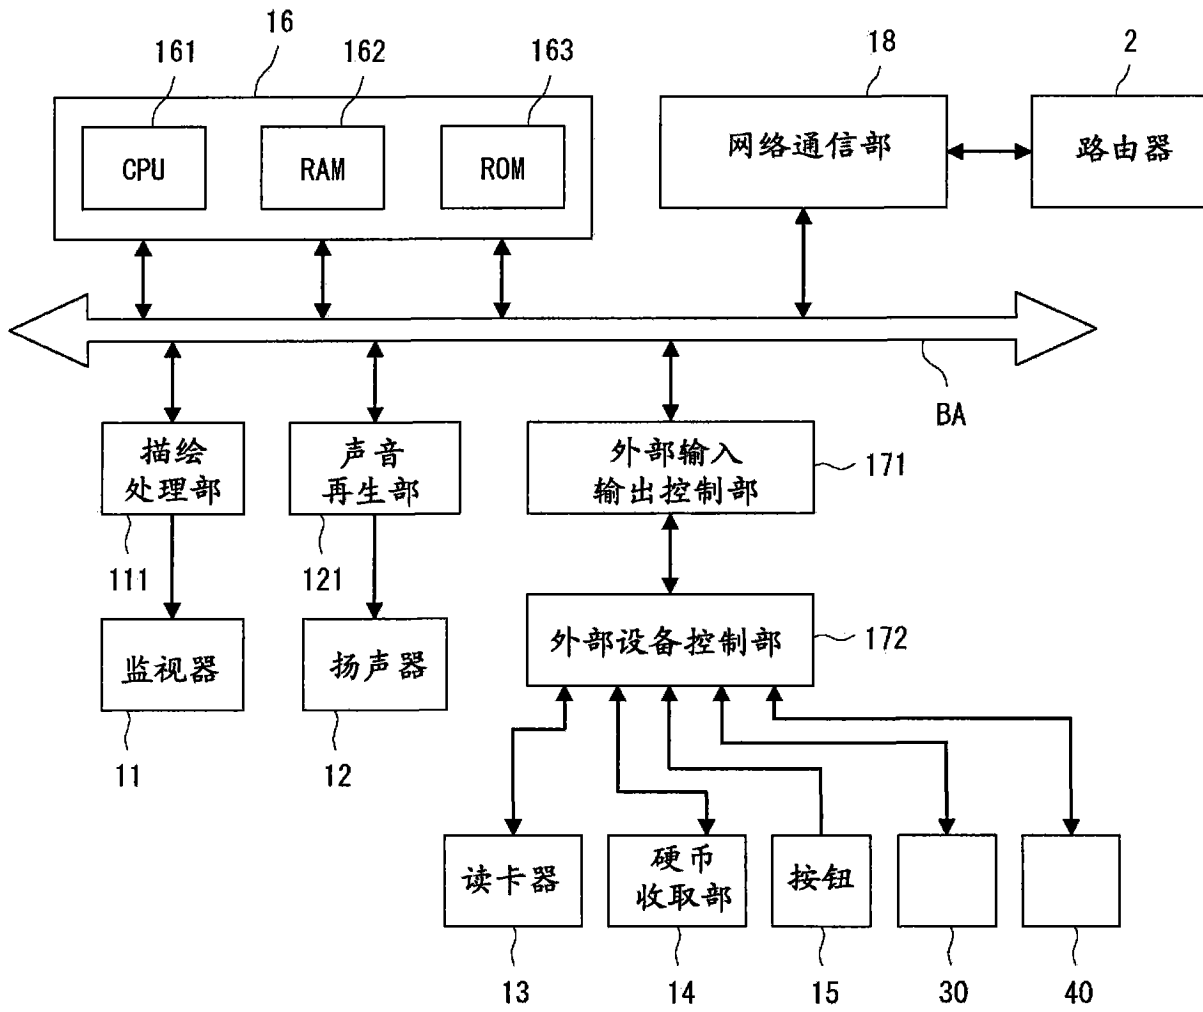 16
161
162
163
18
2
CPU
RAM
ROM
网络通信部
路由器
BA
描绘
处理部
声音
再生部
外部输入
输出控制部
171
111
121
监视器
扬声器
外部设备控制部
172
11
12
读卡器
硬币
收取部
按钮
13
14
15
30
40